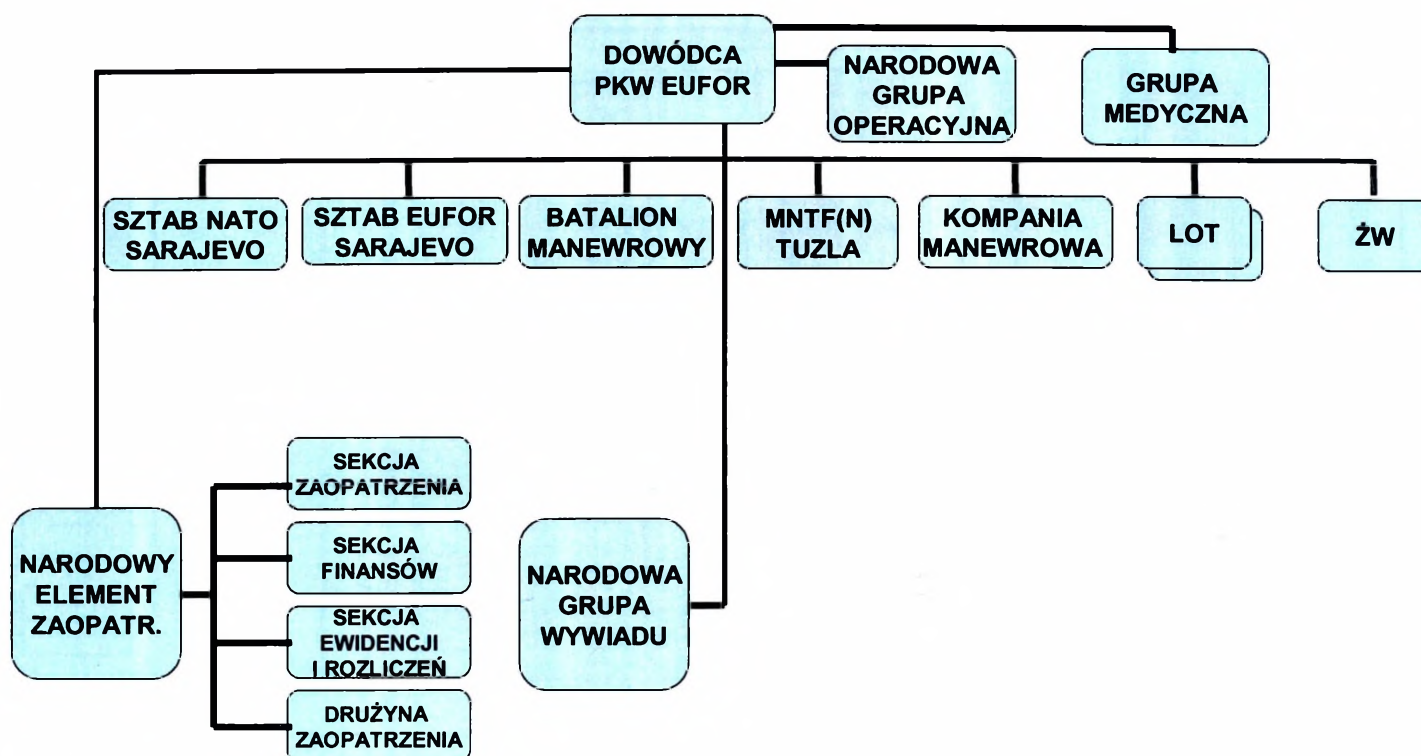 DOWÓDCA
PKW EUFOR
NARODOWA
GRUPA
OPERACYJNA
GRUPA
MEDYCZNA
SZTAB NATO
SARAJEVO
SZTAB EUFOR
SARAJEVO
BATALION
MANEWROWY
MNTF(N)
TUZLA
KOMPANIA
MANEWROWA
LOT
ŻW
NARODOWY
ELEMENT
ZAOPATR.
SEKCJA
ZAOPATRZENIA
SEKCJA
FINANSÓW
SEKCJA
EWIDENCJI
I ROZLICZEŃ
DRUŻYNA
ZAOPATRZENIA
NARODOWA
GRUPA
WYWIADU